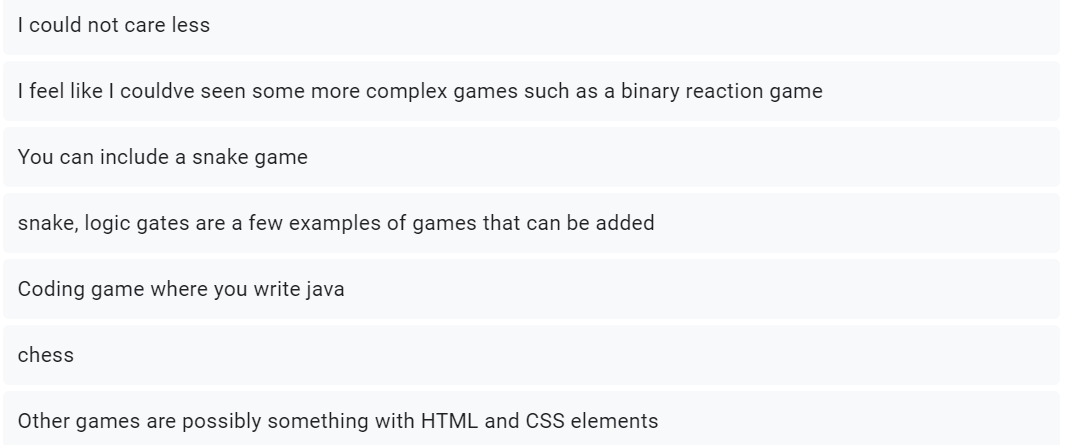 I could not care less
I feel like I couldve seen some more complex games such as a binary reaction game
You can include a snake game
snake, logic gates are a few examples of games that can be added
Coding game where you write java
chess
Other games are possibly something with HTML and CSS elements